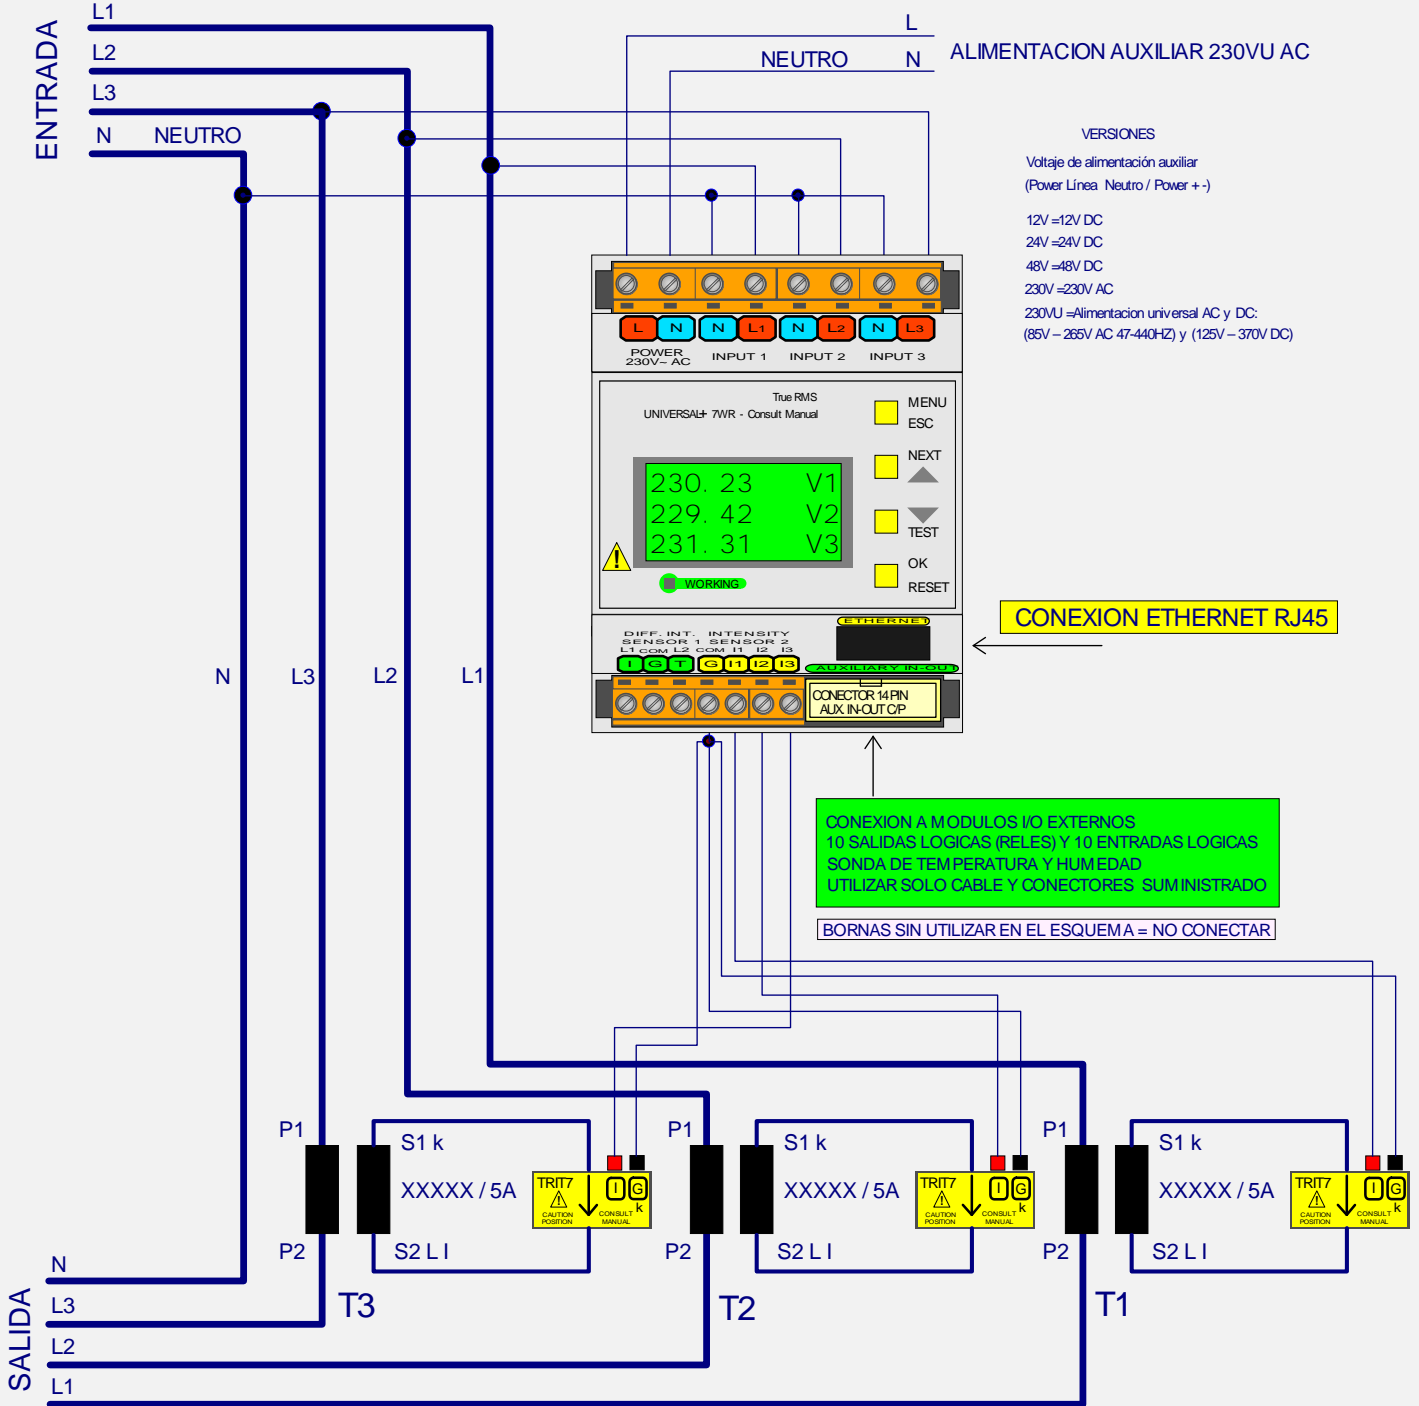 ENTRADA
L1
L2
L3
N NEUTRO
L
NEUTRO N
ALIMENTACION AUXILIAR 230VU AC
VERSIONES
Voltaje de alimentación auxiliar
(Power Línea Neutro / Power + -)
12V =12V DC
24V =24V DC
48V =48V DC
230V =230V AC
230VU =Alimentacion universal AC y DC:
(85V – 265V AC 47-440HZ) y (125V – 370V DC)
L N N L1 N L2 N L3
POWER
230V~ AC
INPUT 1 INPUT 2 INPUT 3
True RMS
UNIVERSAL+ 7WR - Consult Manual
MENU
ESC
NEXT
TEST
OK
RESET
230. 23 V1
229. 42 V2
231. 31 V3
!
WORKING
ETHERNET
CONEXION ETHERNET RJ45
DIFF. INT. INTENSITY
SENSOR 1 SENSOR 2
L1 COM L2 COM I1 I2 I3
I G T G I1 I2 I3
AUXILIARY IN-OUT
CONECTOR 14 PIN
AUX. IN-OUT C/P
N L3 L2 L1
CONEXION A MODULOS I/O EXTERNOS
10 SALIDAS LOGICAS (RELES) Y 10 ENTRADAS LOGICAS
SONDA DE TEMPERATURA Y HUMEDAD
UTILIZAR SOLO CABLE Y CONECTORES SUMINISTRADO
BORNAS SIN UTILIZAR EN EL ESQUEMA = NO CONECTAR
P1
S1 k
XXXXX / 5A
TRIT7
!
CAUTION
POSITION
I G
k
CONSULT
MANUAL
P2
S2 L I
T3
P1
S1 k
XXXXX / 5A
TRIT7
!
CAUTION
POSITION
I G
k
CONSULT
MANUAL
P2
S2 L I
T2
P1
S1 k
XXXXX / 5A
TRIT7
!
CAUTION
POSITION
I G
k
CONSULT
MANUAL
P2
S2 L I
T1
SALIDA
N
L3
L2
L1